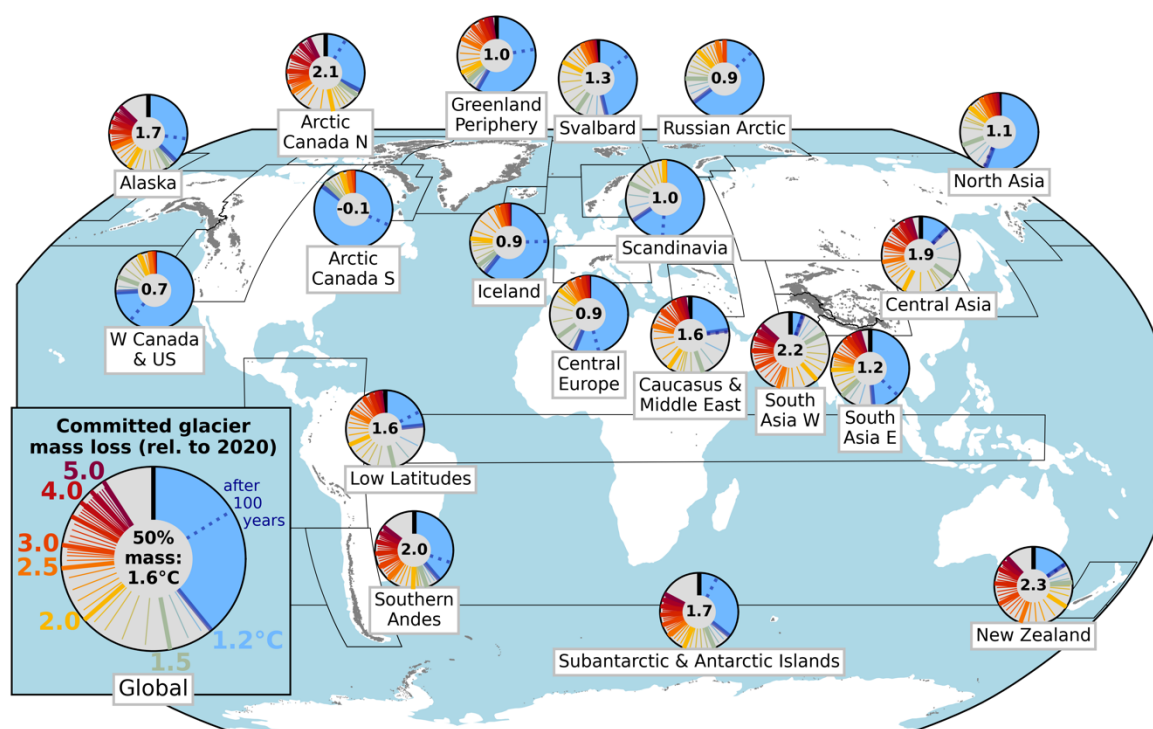 2.1
Arctic
Canada N
1.0
Greenland
Periphery
1.3
Svalbard
0.9
Russian Arctic
1.7
Alaska
1.1
North Asia
-0.1
Arctic
Canada S
0.9
Iceland
1.0
Scandinavia
1.9
Central Asia
0.7
W Canada
& US
0.9
Central
Europe
1.6
Caucasus &
Middle East
2.2
South
Asia W
1.2
South
Asia E
1.6
Low Latitudes
2.0
Southern
Andes
1.7
Subantarctic & Antarctic Islands
2.3
New Zealand
Committed glacier
mass loss (rel. to 2020)
5.0
4.0
3.0
2.5
2.0
1.5
1.2°C
after
100
years
50%
mass:
1.6°C
Global